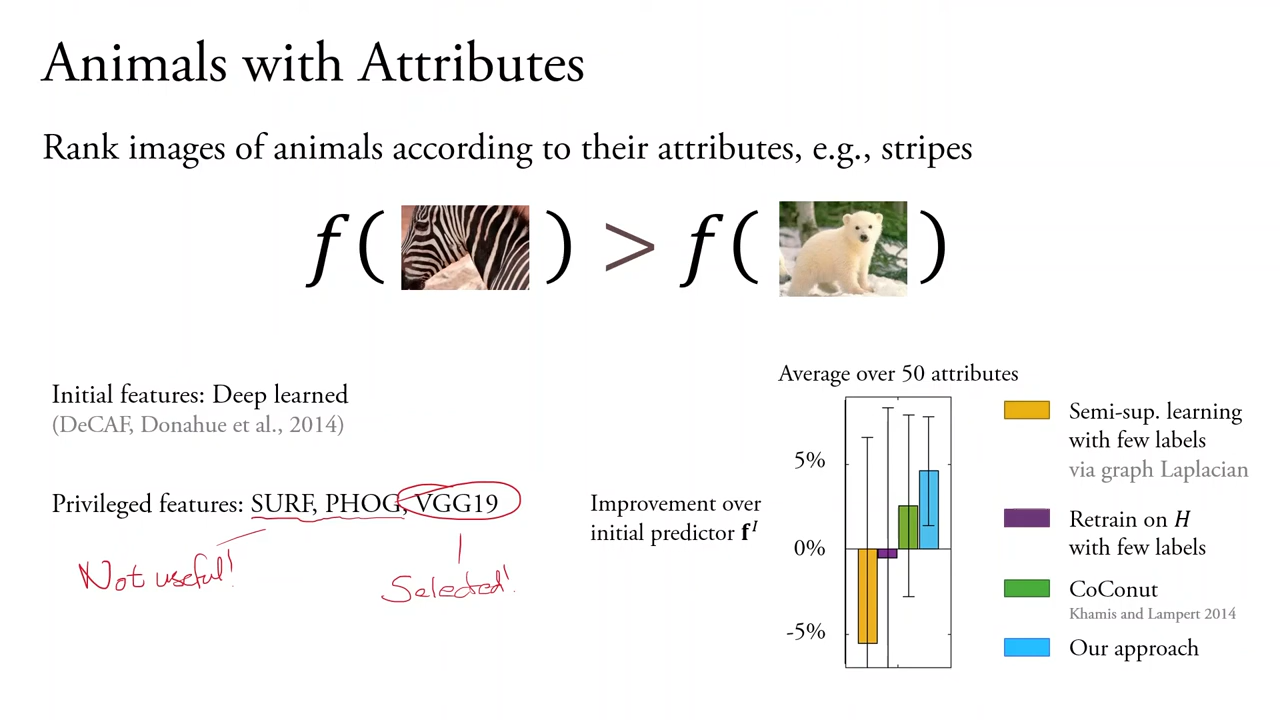 Animals with Attributes
Rank images of animals according to their attributes, e.g., stripes
f( ) > f( )
Initial features: Deep learned
(DeCAF, Donahue et al., 2014)
Privileged features: SURF, PHOG, VGG19
Not useful!
Selected!
Average over 50 attributes
Improvement over
initial predictor f^I
5%
0%
-5%
Semi-sup. learning
with few labels
via graph Laplacian
Retrain on H
with few labels
CoConut
Khamis and Lampert 2014
Our approach